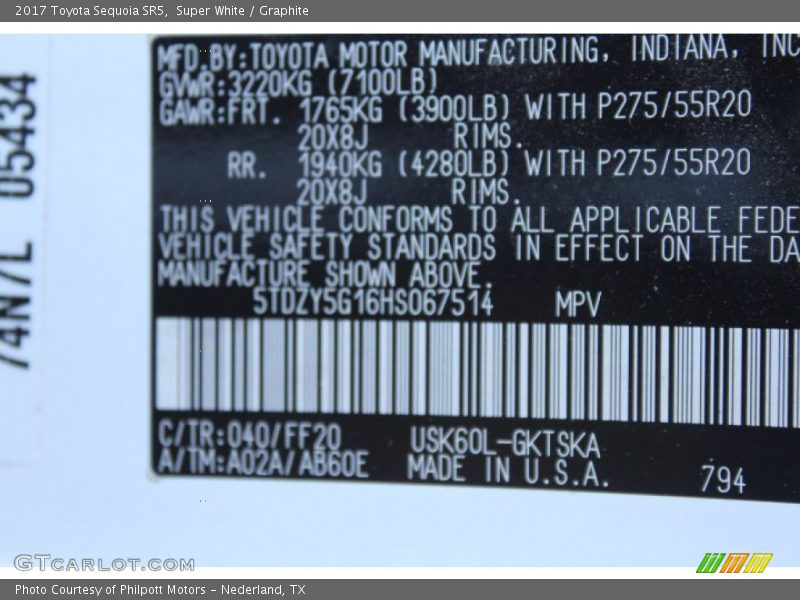 2017 Toyota Sequoia SR5, Super White / Graphite
MFD.BY:TOYOTA MOTOR MANUFACTURING, INDIANA, INC
GVWR:3220KG (7100LB)
GAWR:FRT. 1765KG (3900LB) WITH P275/55R20
20X8J RIMS.
RR. 1940KG (4280LB) WITH P275/55R20
20X8J RIMS.
THIS VEHICLE CONFORMS TO ALL APPLICABLE FEDE
VEHICLE SAFETY STANDARDS IN EFFECT ON THE DA
MANUFACTURE SHOWN ABOVE.
5TDZY5G16HS067514 MPV
C/TR:040/FF20 USK60L-GKTSKA
A/TM:A02A/AB60E MADE IN U.S.A.
794
74N7L 05434
GTCARLOT.COM
Photo Courtesy of Philpott Motors - Nederland, TX